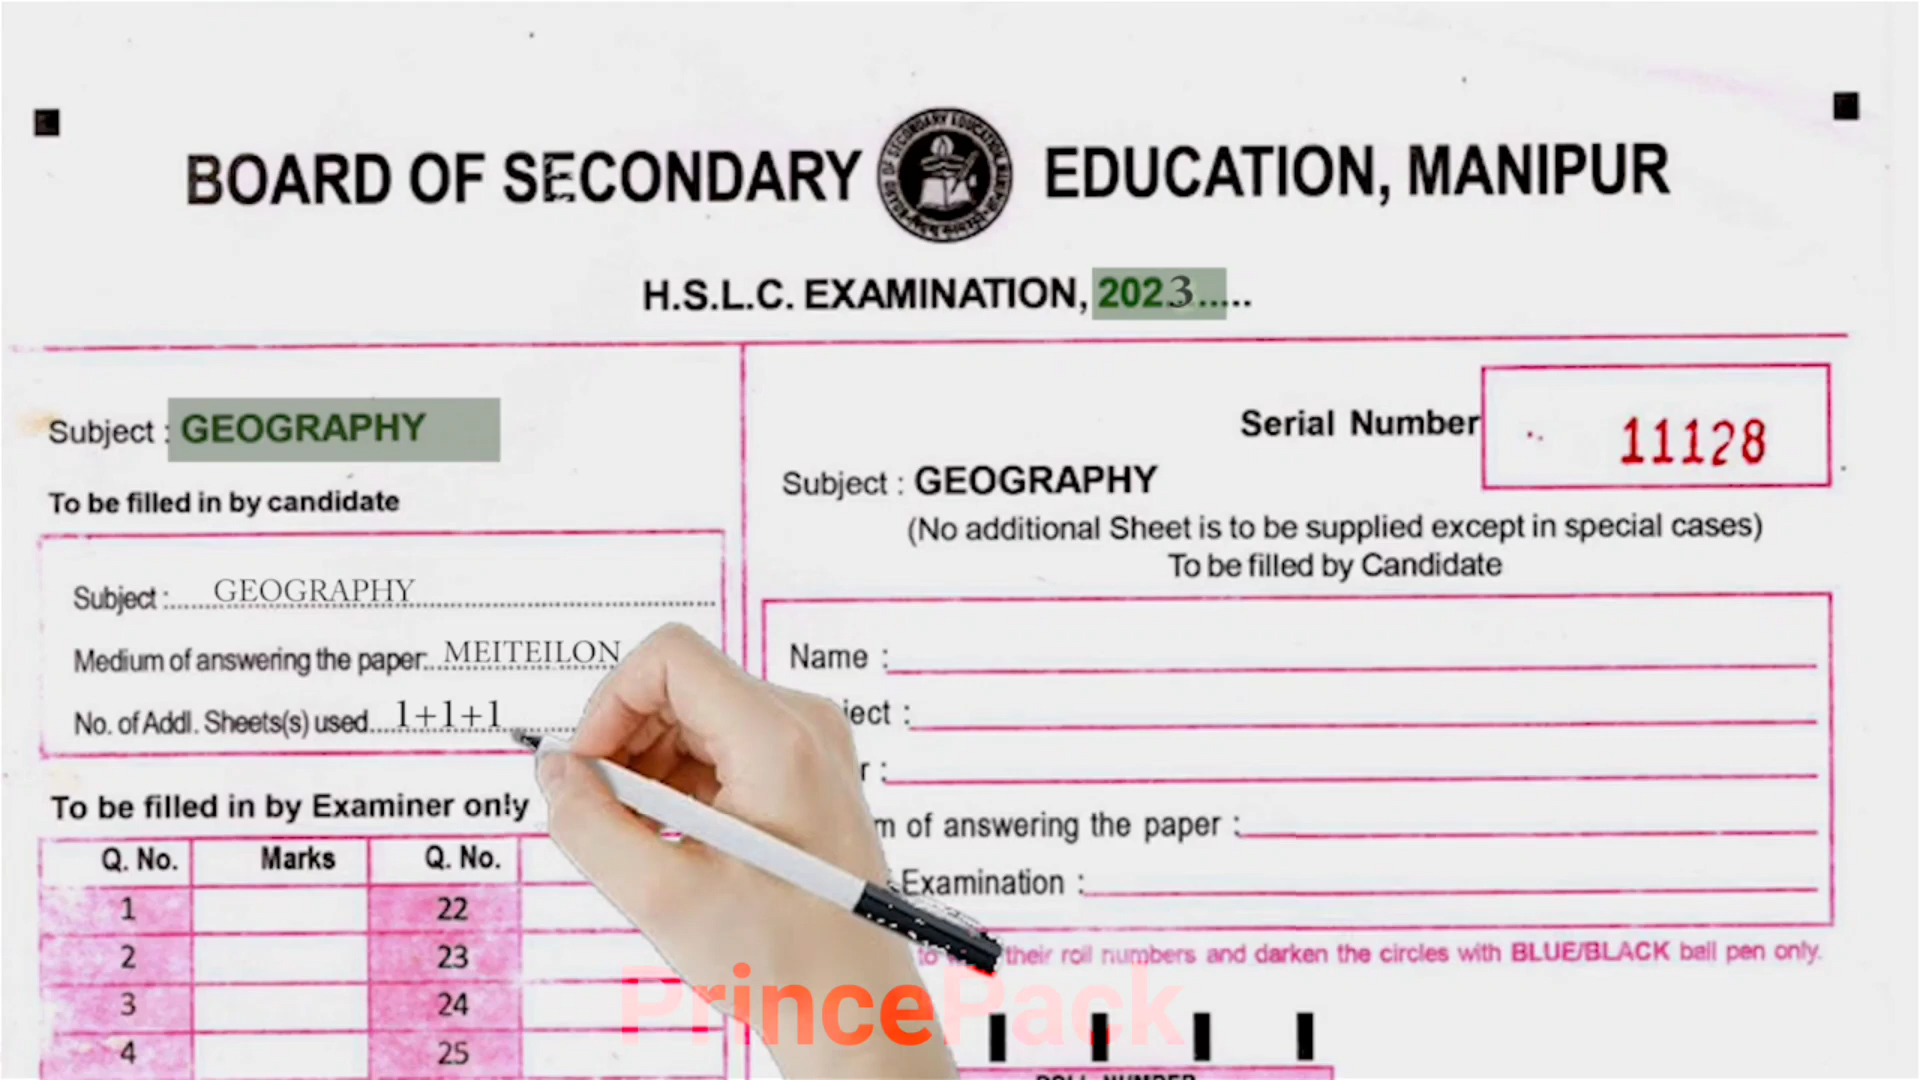 BOARD OF SECONDARY EDUCATION, MANIPUR
H.S.L.C. EXAMINATION, 2023.....
Subject : GEOGRAPHY
To be filled in by candidate
Subject : GEOGRAPHY
Medium of answering the paper: MEITEILON
No. of Addl. Sheets(s) used 1+1+1
To be filled in by Examiner only
Q. No. Marks Q. No.
1 22
2 23
3 24
4 25
Serial Number 11128
Subject : GEOGRAPHY
(No additional Sheet is to be supplied except in special cases)
To be filled by Candidate
Name :
ject :
r :
m of answering the paper :
Examination :
their roll numbers and darken the circles with BLUE/BLACK ball pen only.
PrincePack